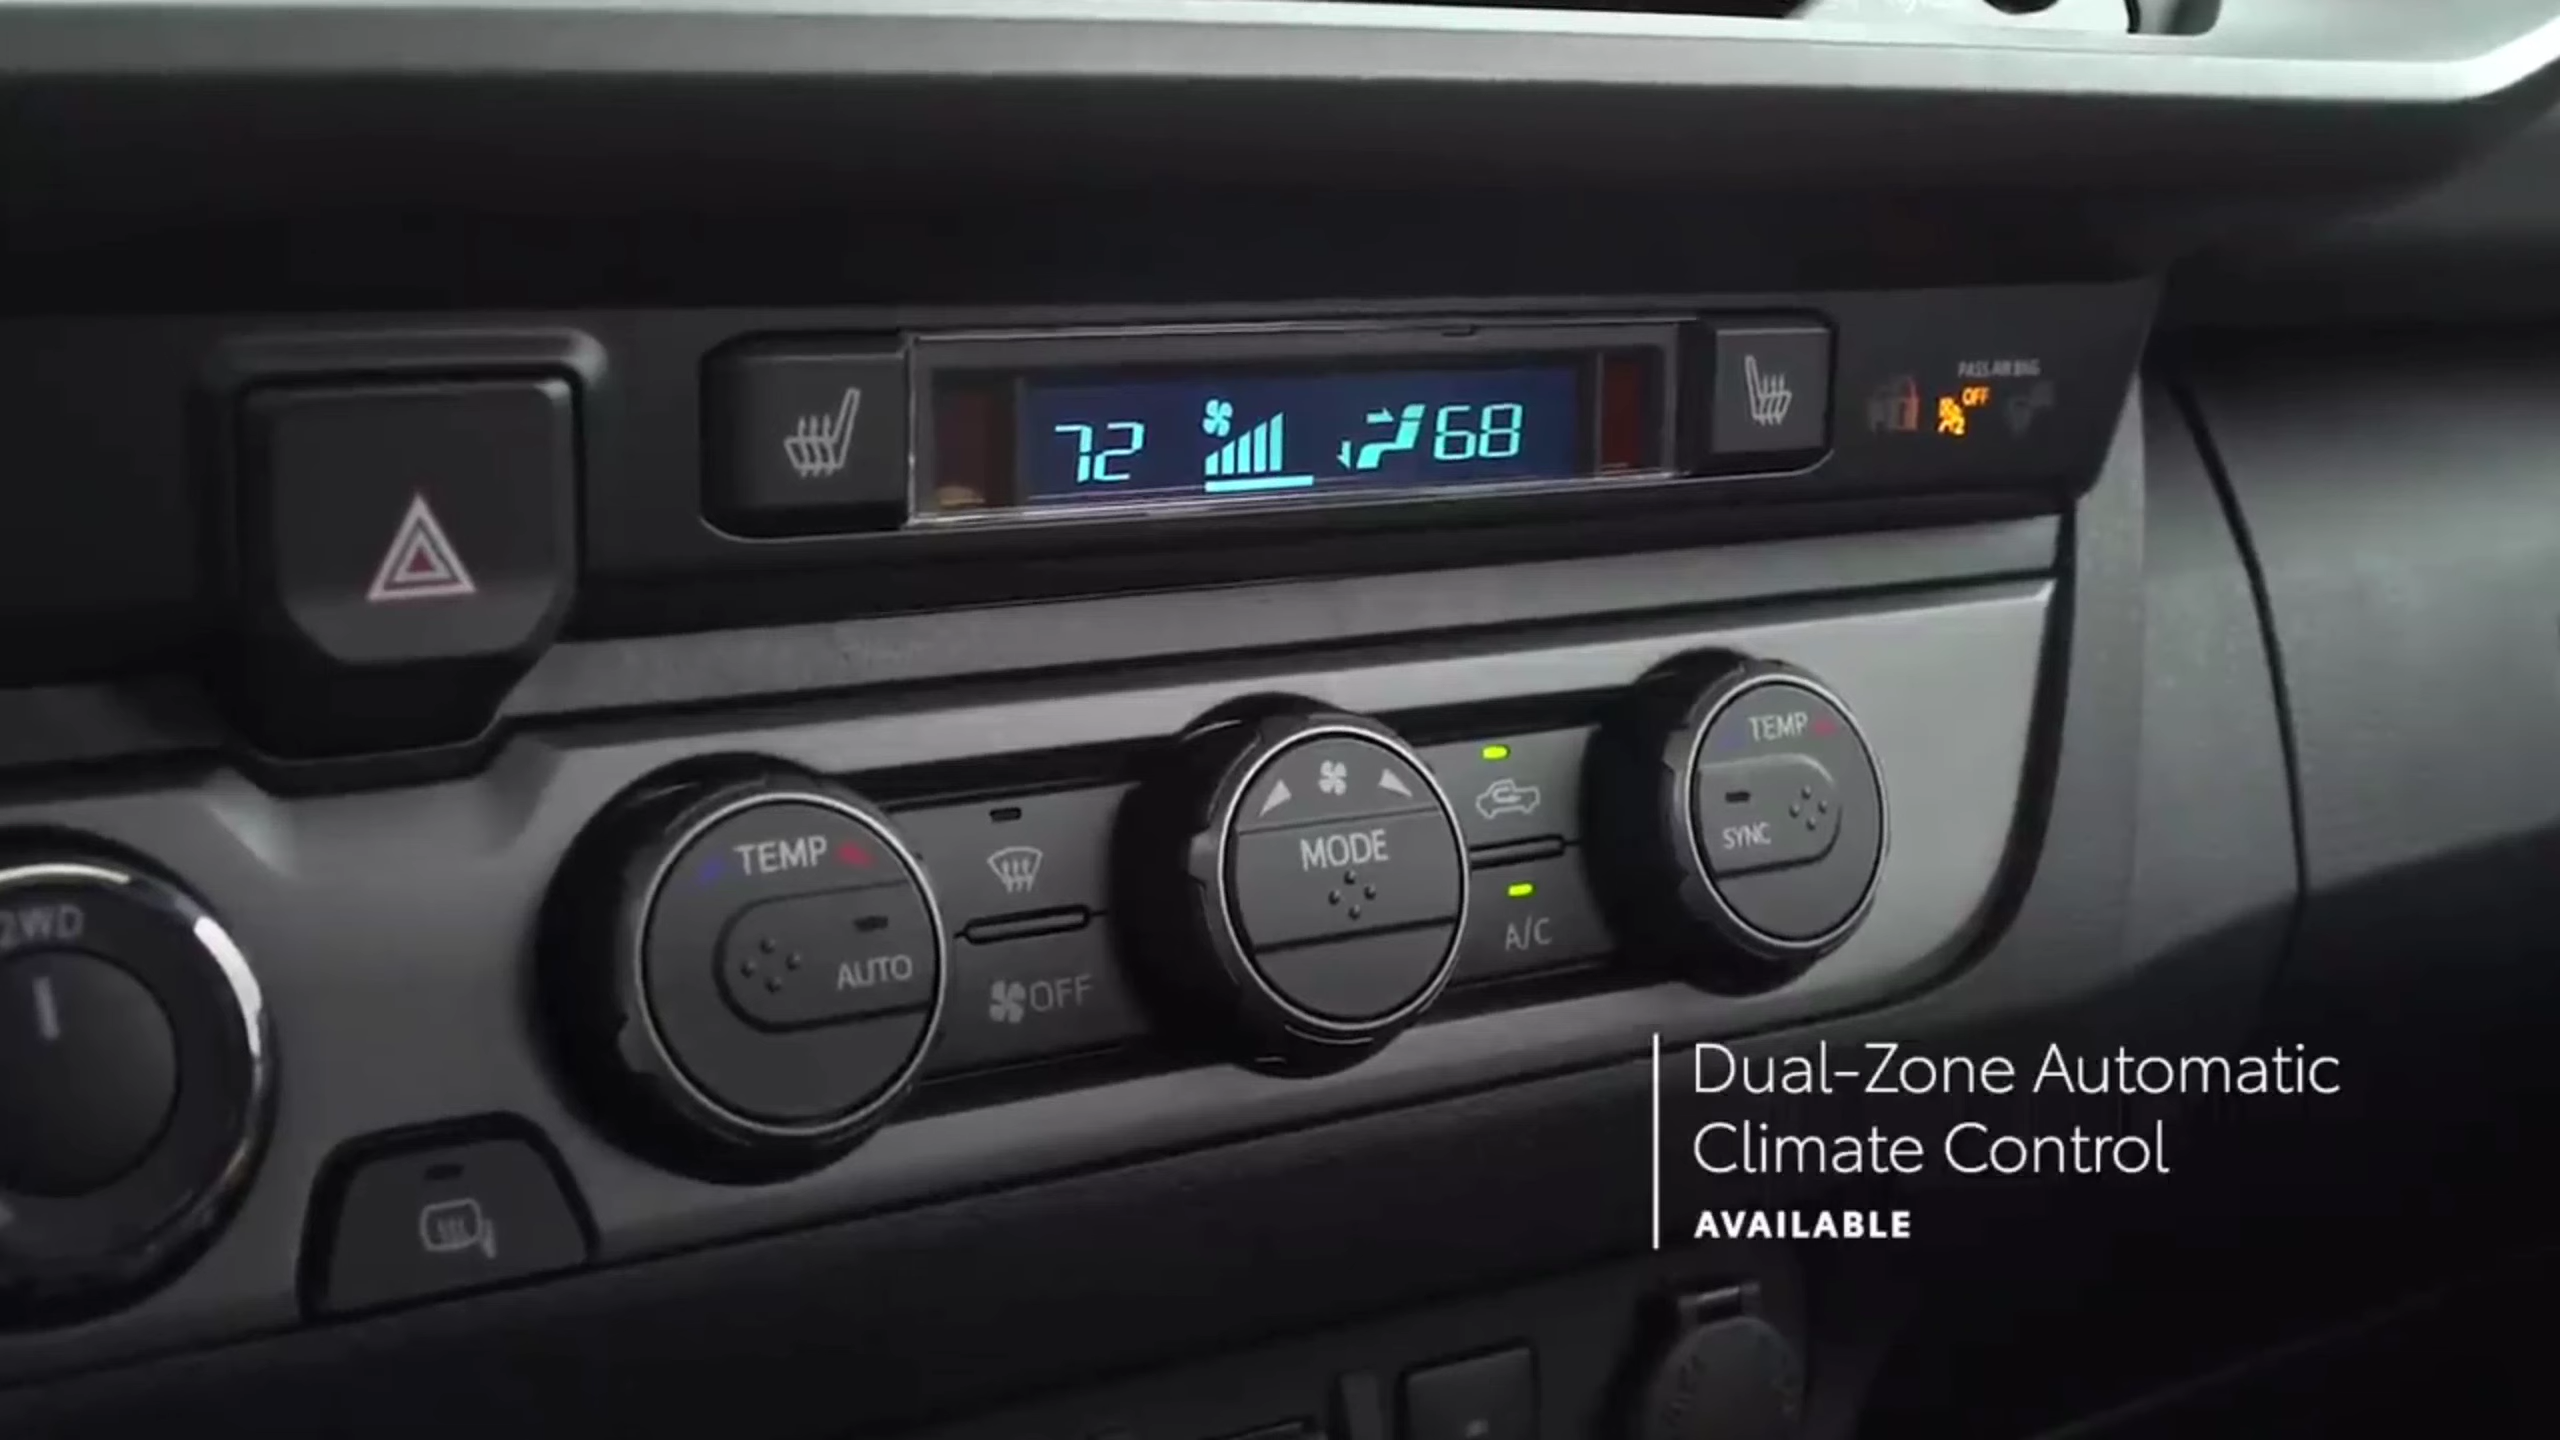 PASS AIR BAG
OFF
72
68
TEMP
AUTO
OFF
MODE
A/C
TEMP
SYNC
2WD
Dual-Zone Automatic
Climate Control
AVAILABLE